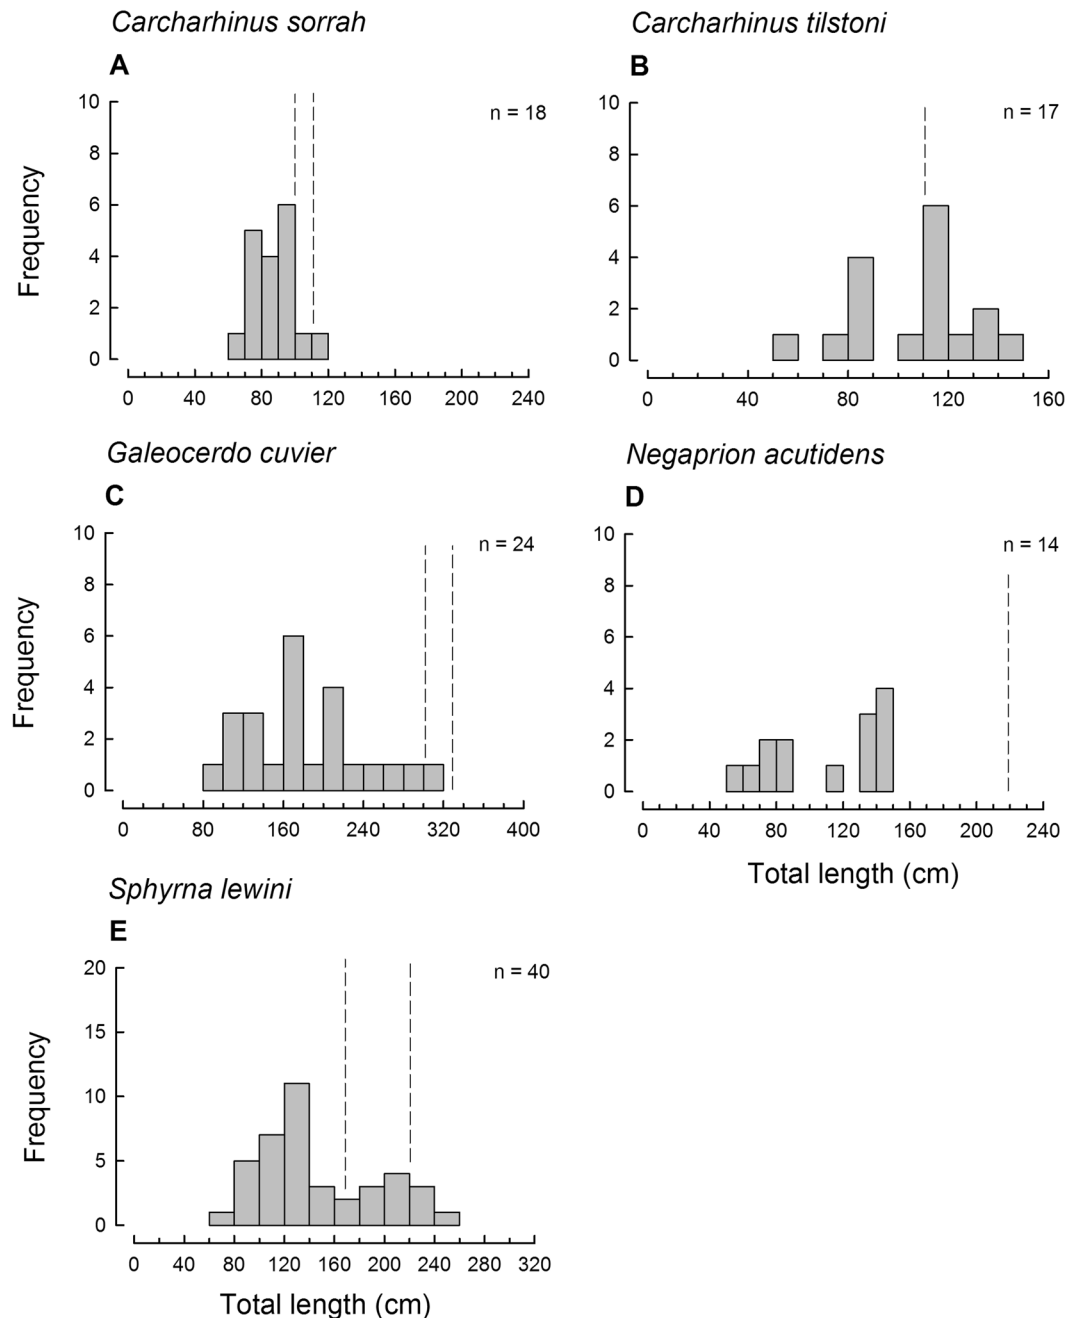 Carcharhinus sorrah
A
n = 18
Frequency
10
8
6
4
2
0
0 40 80 120 160 200 240
Carcharhinus tilstoni
B
n = 17
10
8
6
4
2
0
0 40 80 120 160
Galeocerdo cuvier
C
n = 24
Frequency
10
8
6
4
2
0
0 80 160 240 320 400
Negaprion acutidens
D
n = 14
10
8
6
4
2
0
0 40 80 120 160 200 240
Total length (cm)
Sphyrna lewini
E
n = 40
Frequency
20
15
10
5
0
0 40 80 120 160 200 240 280 320
Total length (cm)